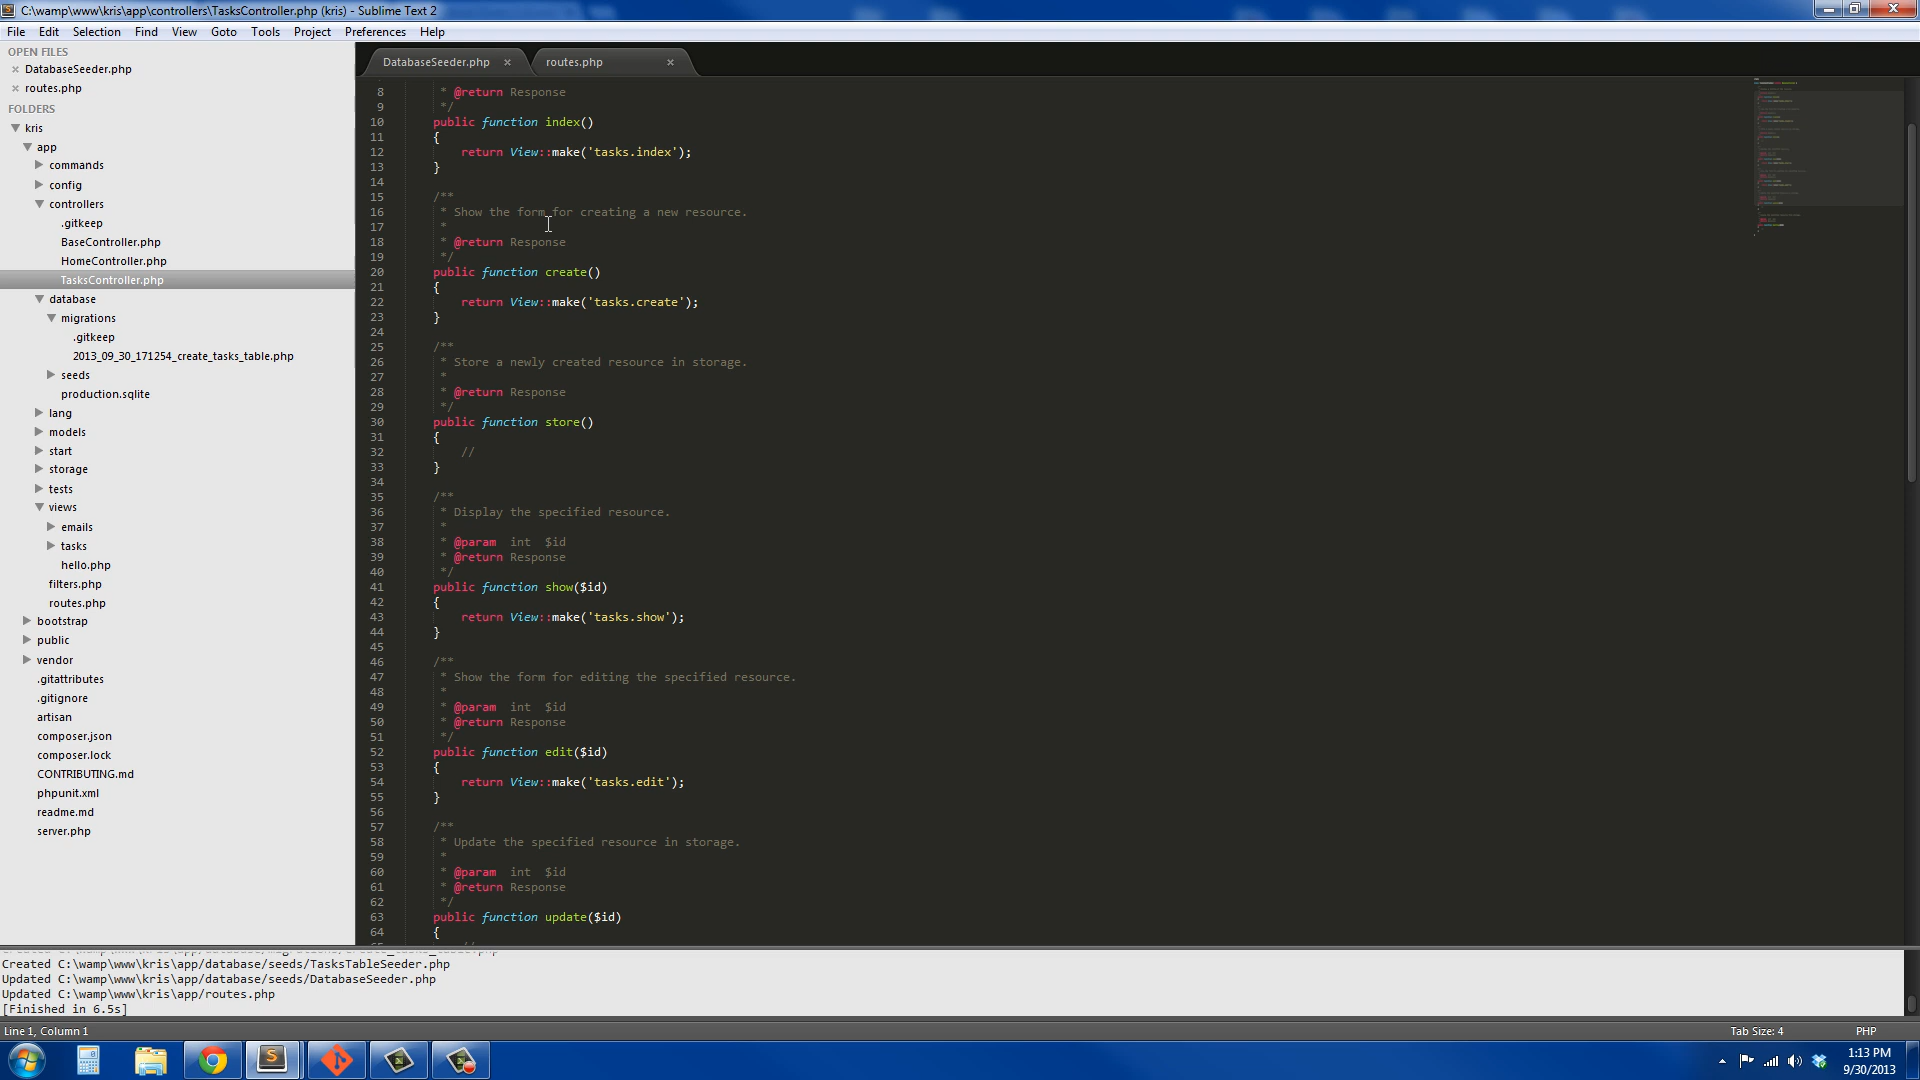 C:\wamp\www\kris\app\controllers\TasksController.php (kris) - Sublime Text 2
File Edit Selection Find View Goto Tools Project Preferences Help
OPEN FILES
DatabaseSeeder.php
routes.php
FOLDERS
kris
app
commands
config
controllers
.gitkeep
BaseController.php
HomeController.php
TasksController.php
database
migrations
.gitkeep
2013_09_30_171254_create_tasks_table.php
seeds
production.sqlite
lang
models
start
storage
tests
views
emails
tasks
hello.php
filters.php
routes.php
bootstrap
public
vendor
.gitattributes
.gitignore
artisan
composer.json
composer.lock
CONTRIBUTING.md
phpunit.xml
readme.md
server.php
DatabaseSeeder.php × routes.php ×
8 * @return Response
9 */
10 public function index()
11 {
12 return View::make('tasks.index');
13 }
14
15 /**
16 * Show the form for creating a new resource.
17 *
18 * @return Response
19 */
20 public function create()
21 {
22 return View::make('tasks.create');
23 }
24
25 /**
26 * Store a newly created resource in storage.
27 *
28 * @return Response
29 */
30 public function store()
31 {
32 //
33 }
34
35 /**
36 * Display the specified resource.
37 *
38 * @param int $id
39 * @return Response
40 */
41 public function show($id)
42 {
43 return View::make('tasks.show');
44 }
45
46 /**
47 * Show the form for editing the specified resource.
48 *
49 * @param int $id
50 * @return Response
51 */
52 public function edit($id)
53 {
54 return View::make('tasks.edit');
55 }
56
57 /**
58 * Update the specified resource in storage.
59 *
60 * @param int $id
61 * @return Response
62 */
63 public function update($id)
64 {
Created C:\wamp\www\kris\app\database/seeds/TasksTableSeeder.php
Updated C:\wamp\www\kris\app/database/seeds/DatabaseSeeder.php
Updated C:\wamp\www\kris\app/routes.php
[Finished in 6.5s]
Line 1, Column 1
Tab Size: 4
PHP
1:13 PM
9/30/2013